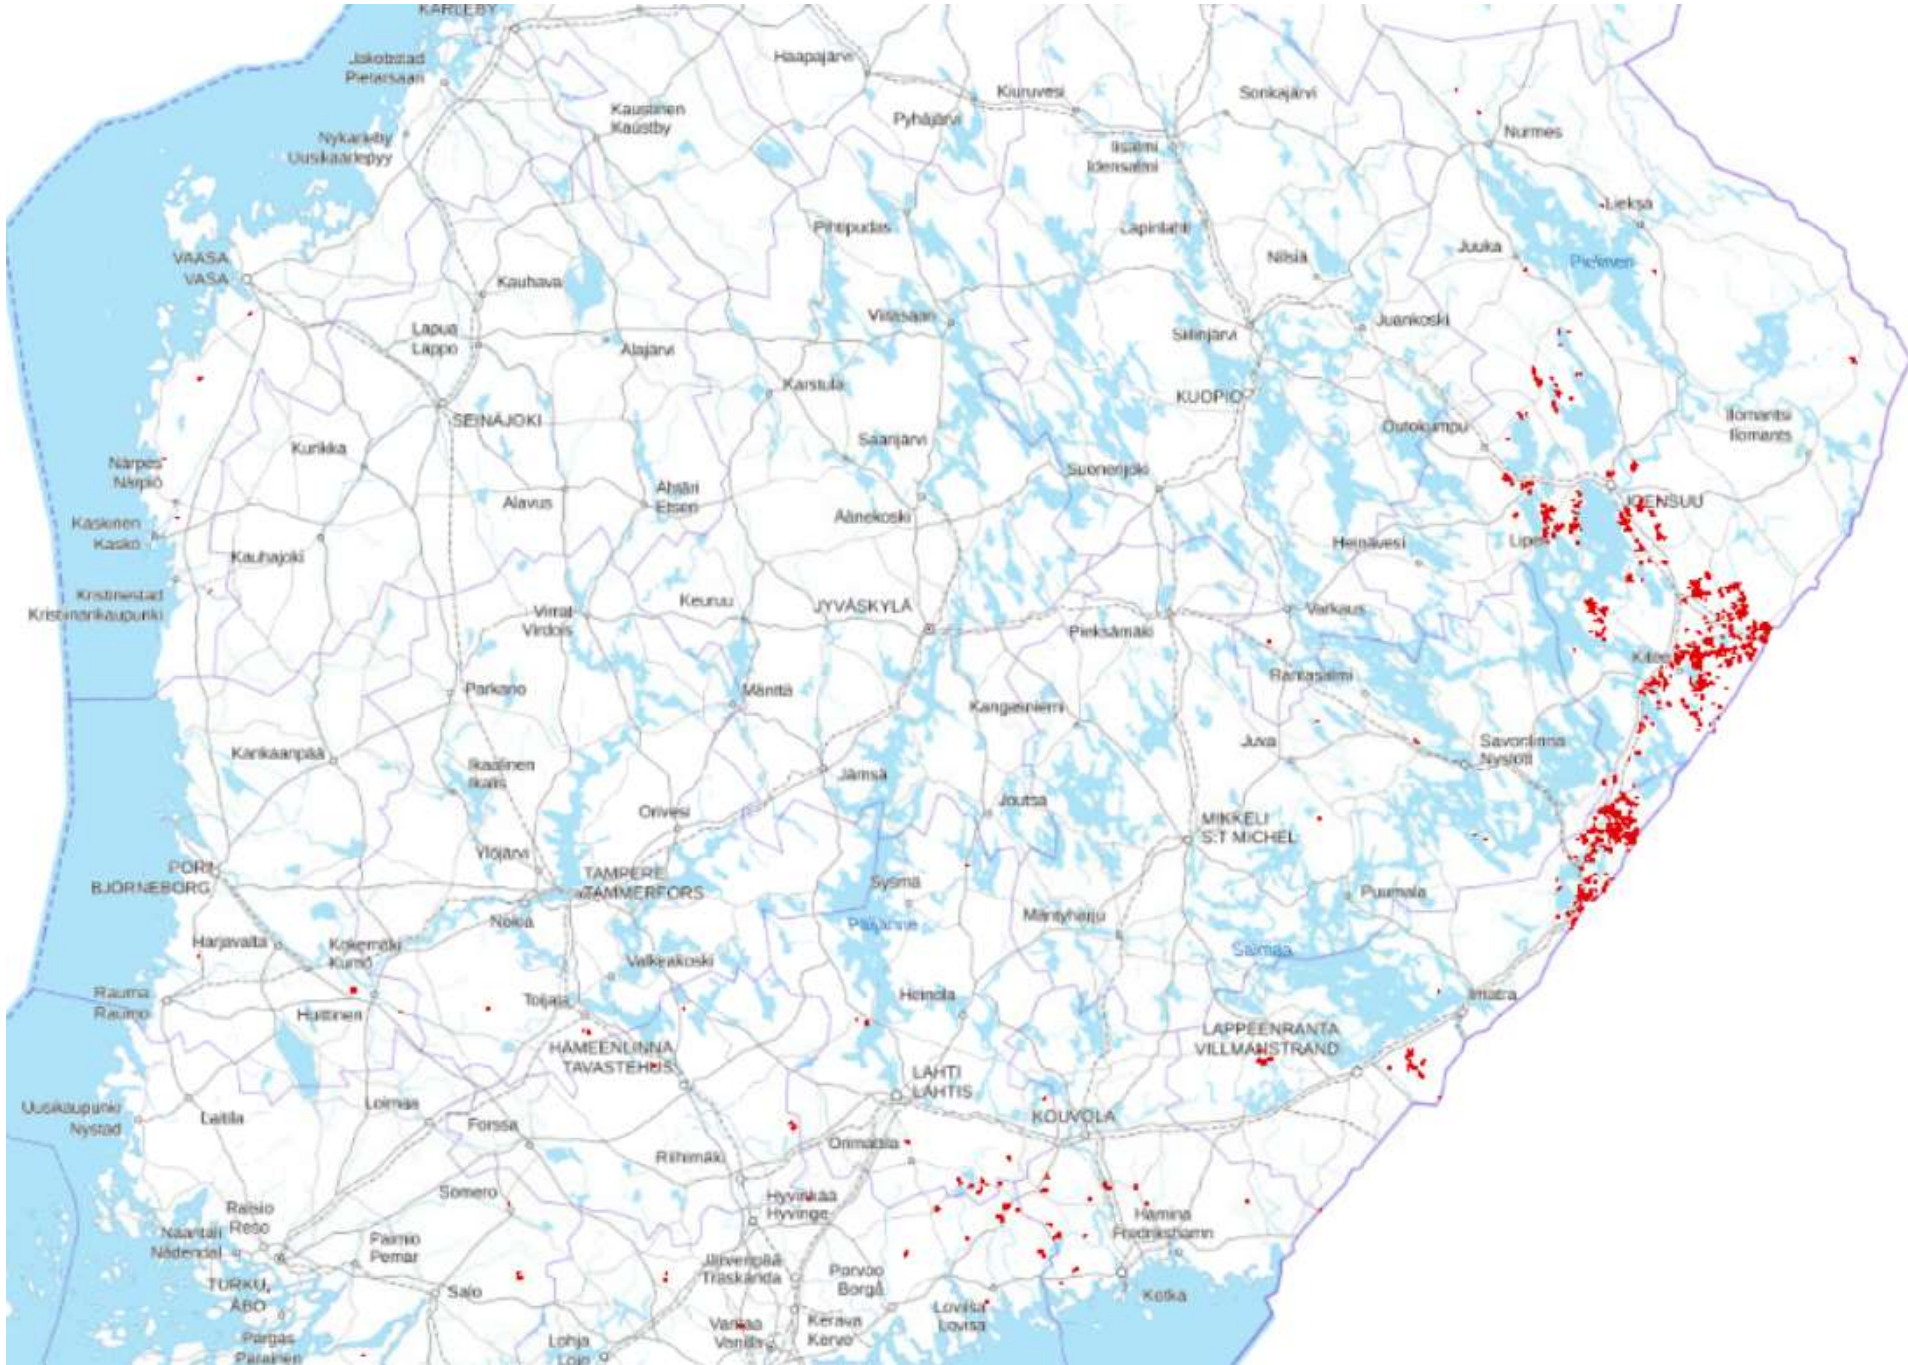 KARLEBY
Jakobstad
Pietarsaari
Haapajärvi
Kaustinen
Kaustby
Kiuruvesi
Sonkajärvi
Pyhäjärvi
Nykarleby
Uusikaarlepyy
Iisalmi
Idensalmi
Nurmes
Lieksa
Pihtipudas
Lapinlahti
Juuka
Nilsiä
Pielinen
VAASA
VASA
Kauhava
Viitasaari
Juankoski
Siilinjärvi
Lapua
Lappo
Alajärvi
Karstula
KUOPIO
SEINÄJOKI
Ilomantsi
Ilomants
Outokumpu
Kurikka
Saarijärvi
Närpes
Närpiö
Suonenjoki
Alavus
Ähtäri
Etseri
JOENSUU
Äänekoski
Kaskinen
Kaskö
Kauhajoki
Heinävesi
Kristinestad
Kristiinankaupunki
Virrat
Virdois
Keuruu
JYVÄSKYLÄ
Varkaus
Pieksämäki
Kitee
Rantasalmi
Parkano
Mänttä
Kangasniemi
Juva
Savonlinna
Nyslott
Kankaanpää
Ikaalinen
Ikalis
Jämsä
Orivesi
Joutsa
MIKKELI
S:T MICHEL
Ylöjärvi
PORI
BJÖRNEBORG
TAMPERE
TAMMERFORS
Sysmä
Puumala
Nokia
Päijänne
Mäntyharju
Harjavalta
Kokemäki
Kumo
Valkeakoski
Saimaa
Rauma
Raumo
Toijala
Heinola
Imatra
Huittinen
LAPPEENRANTA
VILLMANSTRAND
HÄMEENLINNA
TAVASTEHUS
LAHTI
LAHTIS
Uusikaupunki
Nystad
Laitila
Loimaa
Forssa
KOUVOLA
Orimattila
Riihimäki
Somero
Hyvinkää
Hyvinge
Raisio
Reso
Naantali
Nådendal
Paimio
Pemar
Hamina
Fredrikshamn
Järvenpää
Träskända
Porvoo
Borgå
TURKU
ÅBO
Salo
Kotka
Loviisa
Lovisa
Kerava
Kervo
Vantaa
Vanda
Pargas
Parainen
Lohja
Lojo